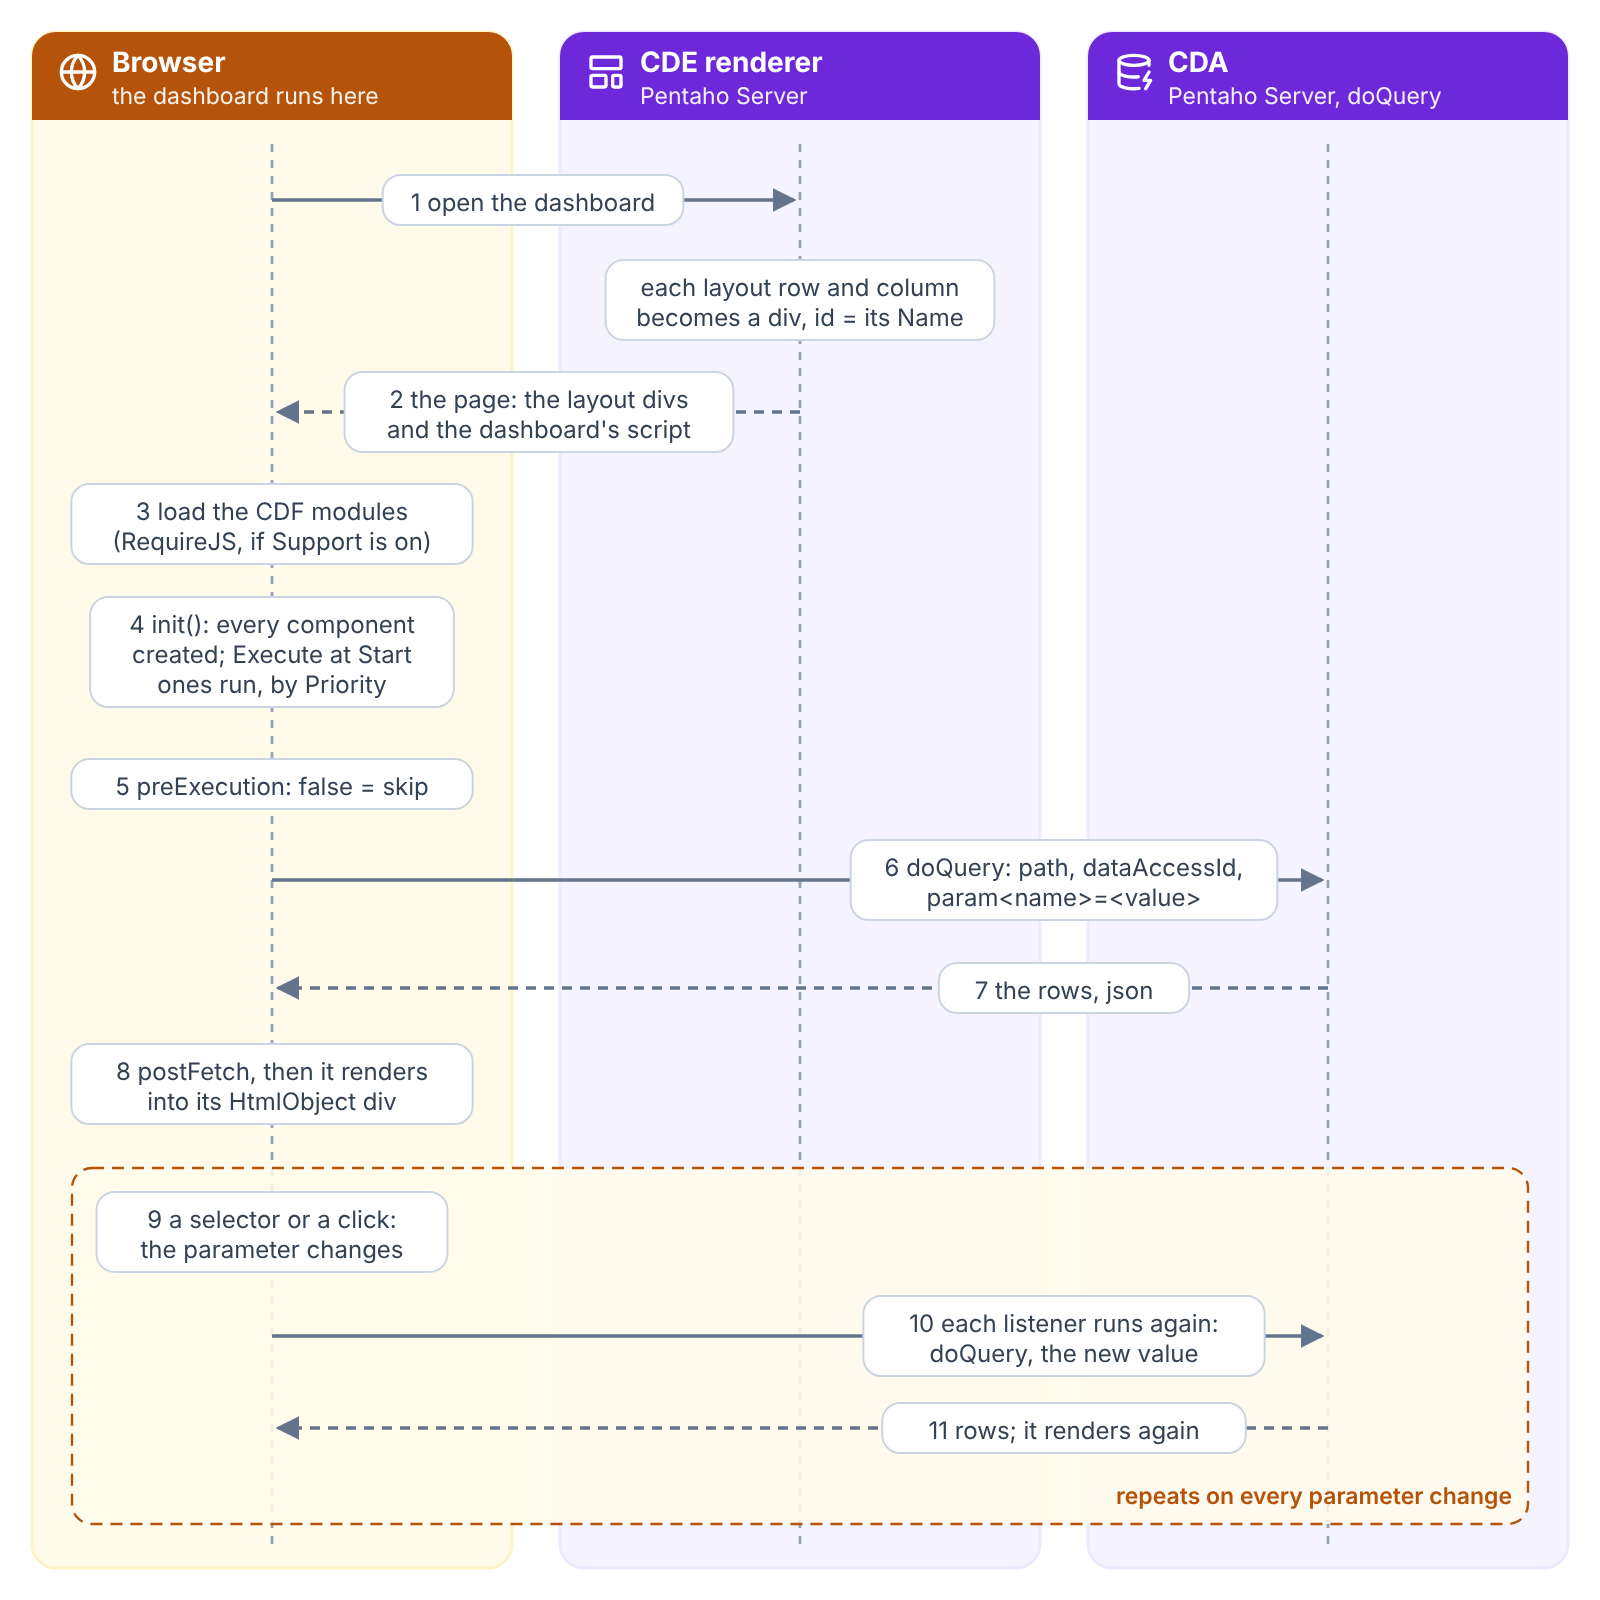 Browser
the dashboard runs here
CDE renderer
Pentaho Server
CDA
Pentaho Server, doQuery
1 open the dashboard
each layout row and column
becomes a div, id = its Name
2 the page: the layout divs
and the dashboard's script
3 load the CDF modules
(RequireJS, if Support is on)
4 init(): every component
created; Execute at Start
ones run, by Priority
5 preExecution: false = skip
6 doQuery: path, dataAccessId,
param<name>=<value>
7 the rows, json
8 postFetch, then it renders
into its HtmlObject div
9 a selector or a click:
the parameter changes
10 each listener runs again:
doQuery, the new value
11 rows; it renders again
repeats on every parameter change